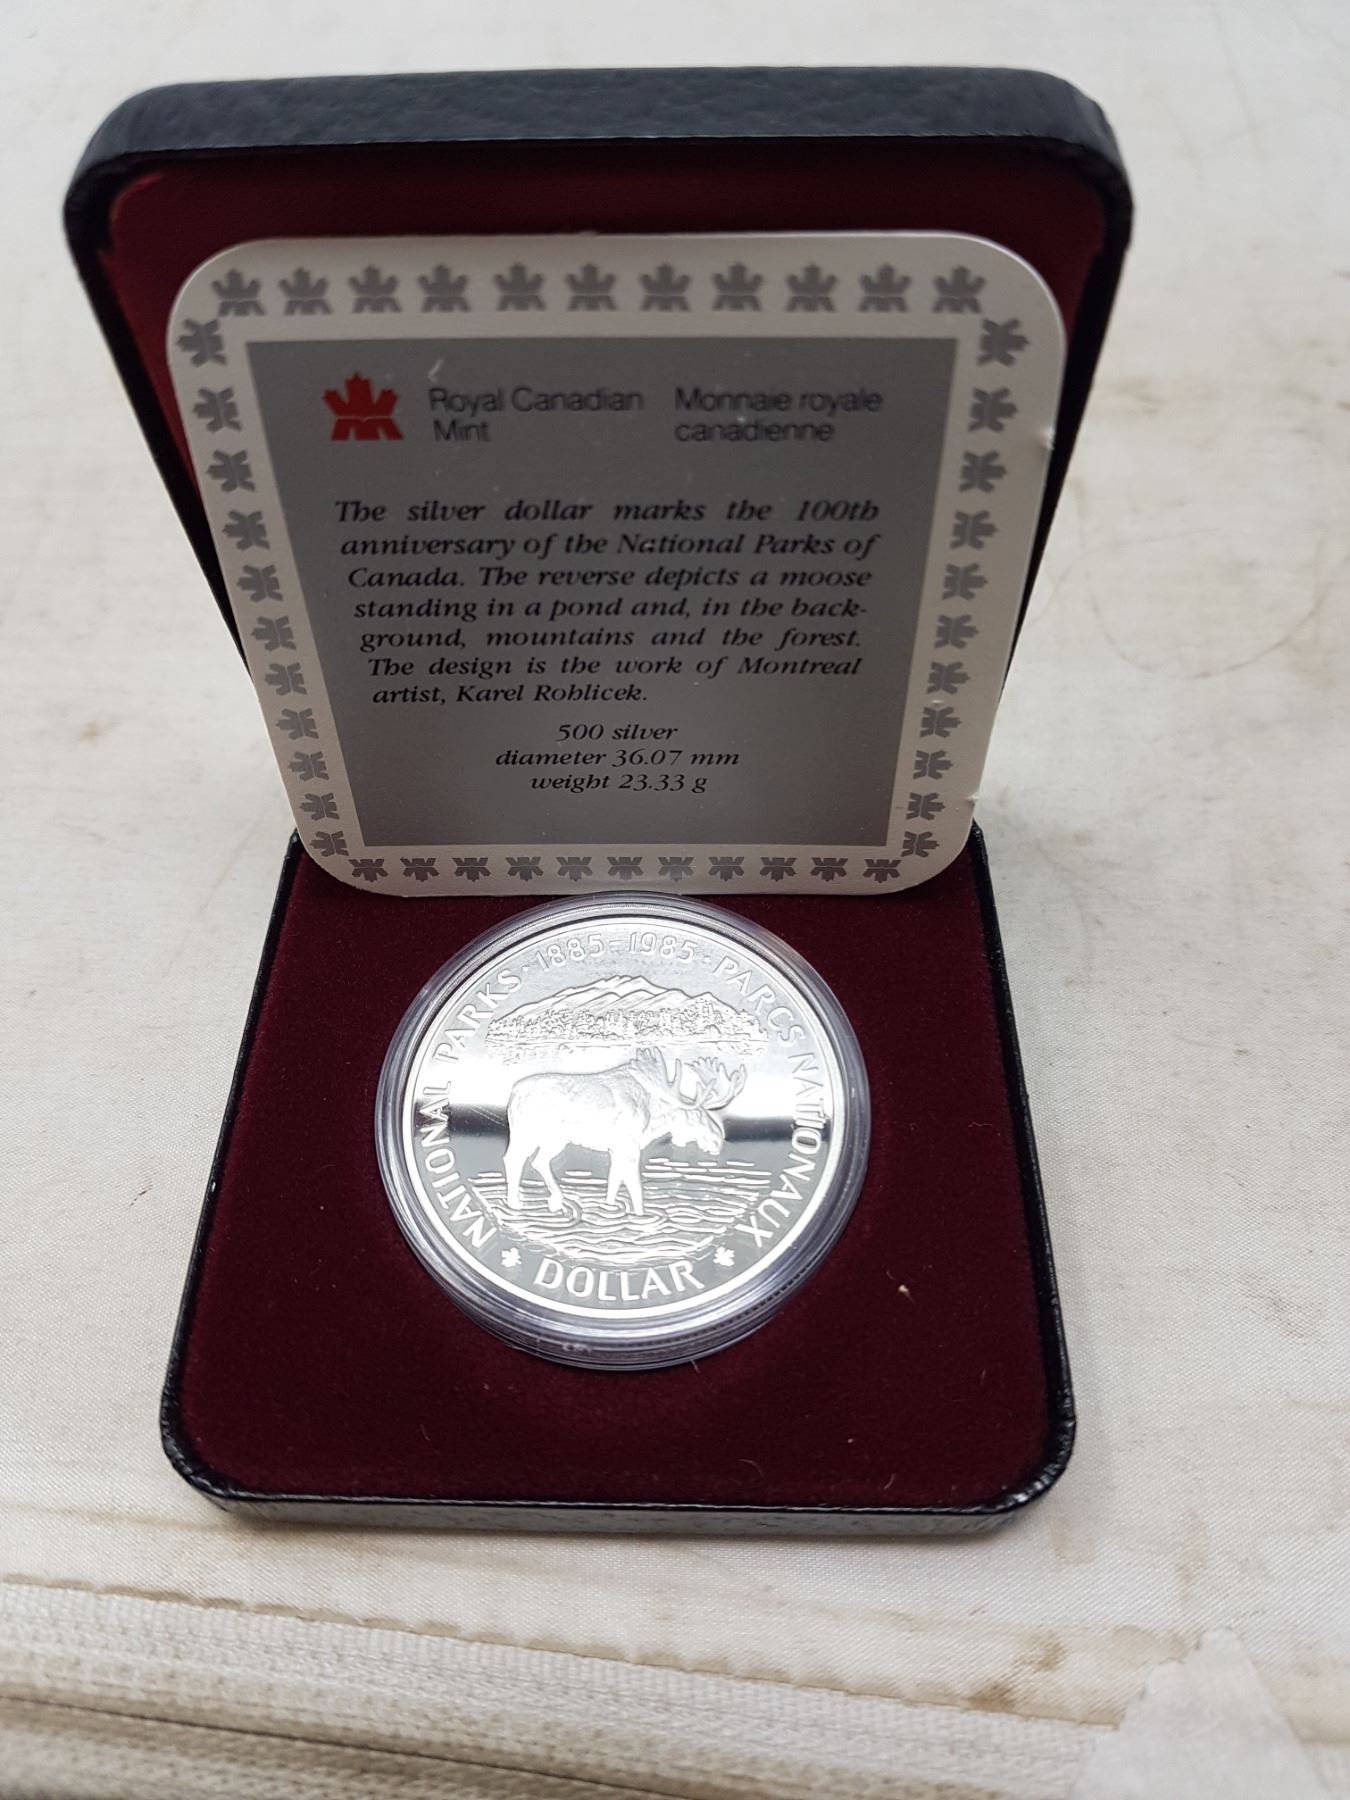 Royal Canadian Mint
Monnaie royale canadienne
The silver dollar marks the 100th
anniversary of the National Parks of
Canada. The reverse depicts a moose
standing in a pond and, in the back-
ground, mountains and the forest.
The design is the work of Montreal
artist, Karel Rohlicek.
500 silver
diameter 36.07 mm
weight 23.33 g
NATIONAL PARKS · 1885-1985 · PARCS NATIONAUX
DOLLAR